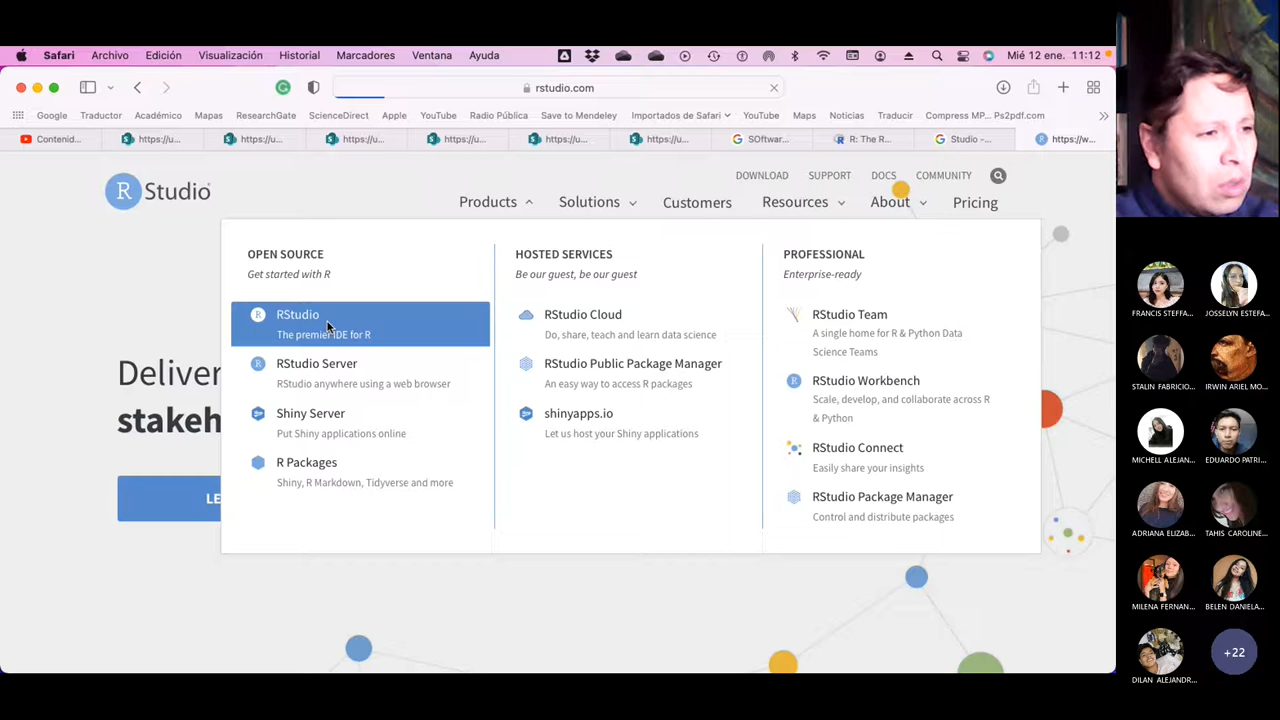 Safari Archivo Edición Visualización Historial Marcadores Ventana Ayuda Mié 12 ene. 11:12
rstudio.com
Google Traductor Académico Mapas ResearchGate ScienceDirect Apple YouTube Radio Pública Save to Mendeley Importados de Safari YouTube Maps Noticias Traducir Compress MP... Ps2pdf.com
Contenid... https://u... https://u... https://u... https://u... https://u... https://u... SOftwar... R: The R... Studio -... https://w...
DOWNLOAD SUPPORT DOCS COMMUNITY
R Studio
Products Solutions Customers Resources About Pricing
OPEN SOURCE
Get started with R
RStudio
The premier IDE for R
RStudio Server
RStudio anywhere using a web browser
Shiny Server
Put Shiny applications online
R Packages
Shiny, R Markdown, Tidyverse and more
HOSTED SERVICES
Be our guest, be our guest
RStudio Cloud
Do, share, teach and learn data science
RStudio Public Package Manager
An easy way to access R packages
shinyapps.io
Let us host your Shiny applications
PROFESSIONAL
Enterprise-ready
RStudio Team
A single home for R & Python Data
Science Teams
RStudio Workbench
Scale, develop, and collaborate across R
& Python
RStudio Connect
Easily share your insights
RStudio Package Manager
Control and distribute packages
Deliver
stakeh
LE
FRANCIS STEFFA... JOSSELYN ESTEFA...
STALIN FABRICIO... IRWIN ARIEL MO...
MICHELL ALEJAN... EDUARDO PATRI...
ADRIANA ELIZAB... TAHIS CAROLINE...
MILENA FERNAN... BELEN DANIELA...
DILAN ALEJANDR... +22